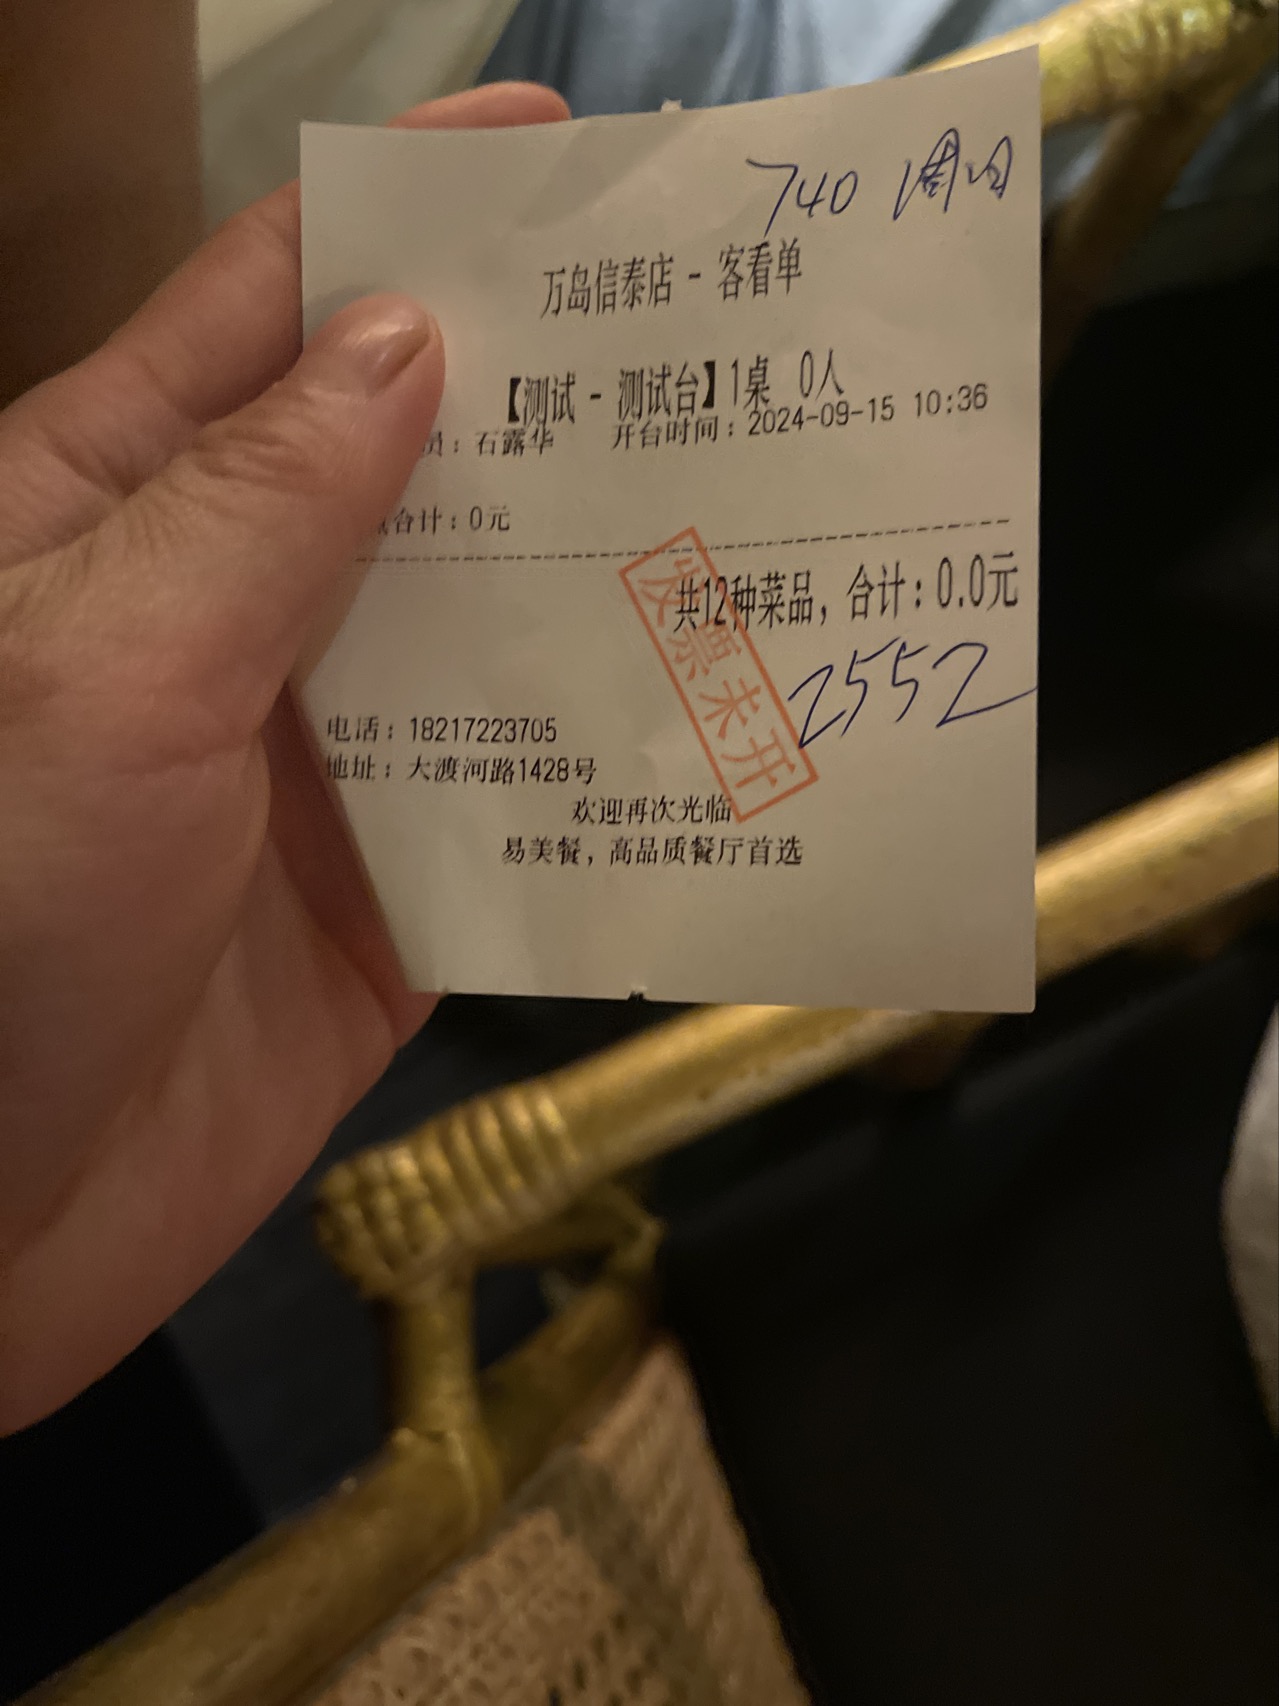 740 周日
万岛信泰店 - 客看单
【测试 - 测试台】1桌 0人
员：石露华 开台时间：2024-09-15 10:36
合计：0元
共12种菜品，合计：0.0元
2552
发票未开
电话：18217223705
地址：大渡河路1428号
欢迎再次光临
易美餐，高品质餐厅首选